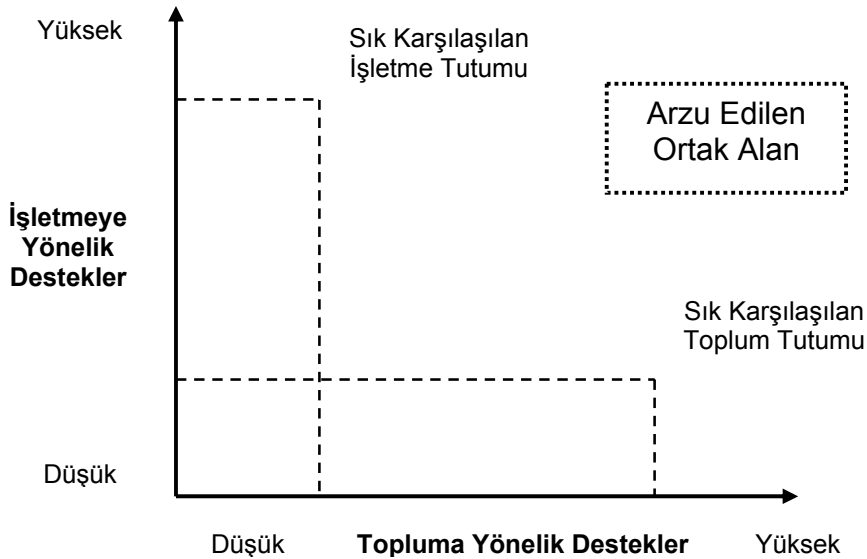 Yüksek
Sık Karşılaşılan
İşletme Tutumu
Arzu Edilen
Ortak Alan
İşletmeye
Yönelik
Destekler
Sık Karşılaşılan
Toplum Tutumu
Düşük
Düşük
Topluma Yönelik Destekler
Yüksek